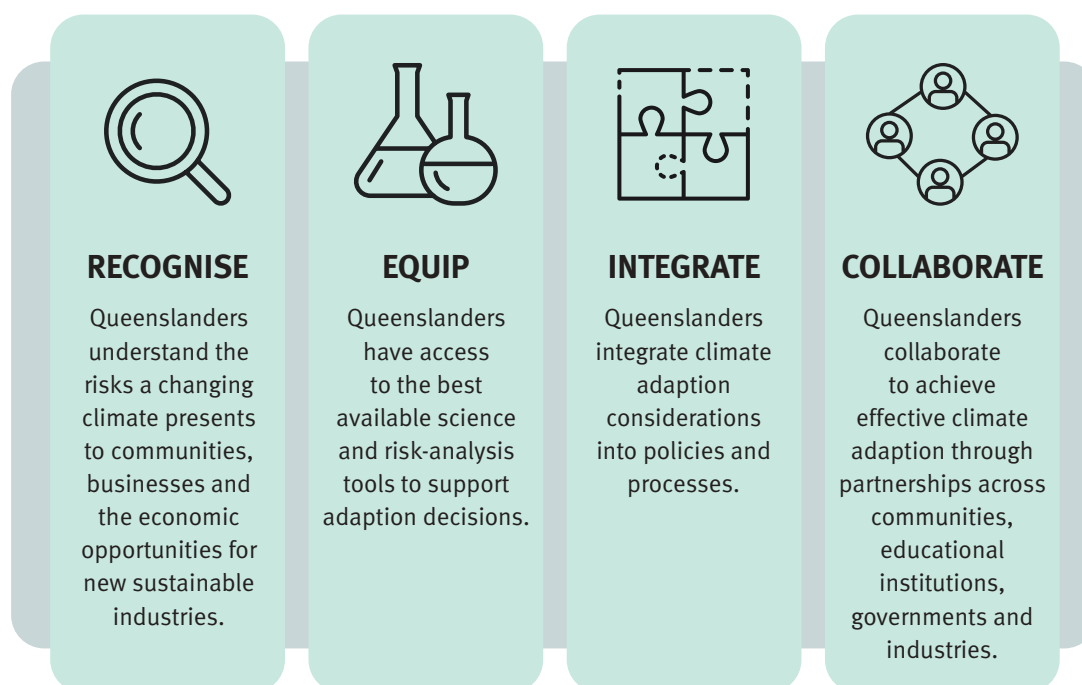 RECOGNISE
Queenslanders
understand the
risks a changing
climate presents
to communities,
businesses and
the economic
opportunities for
new sustainable
industries.
EQUIP
Queenslanders
have access
to the best
available science
and risk-analysis
tools to support
adaption decisions.
INTEGRATE
Queenslanders
integrate climate
adaption
considerations
into policies and
processes.
COLLABORATE
Queenslanders
collaborate
to achieve
effective climate
adaption through
partnerships across
communities,
educational
institutions,
governments and
industries.